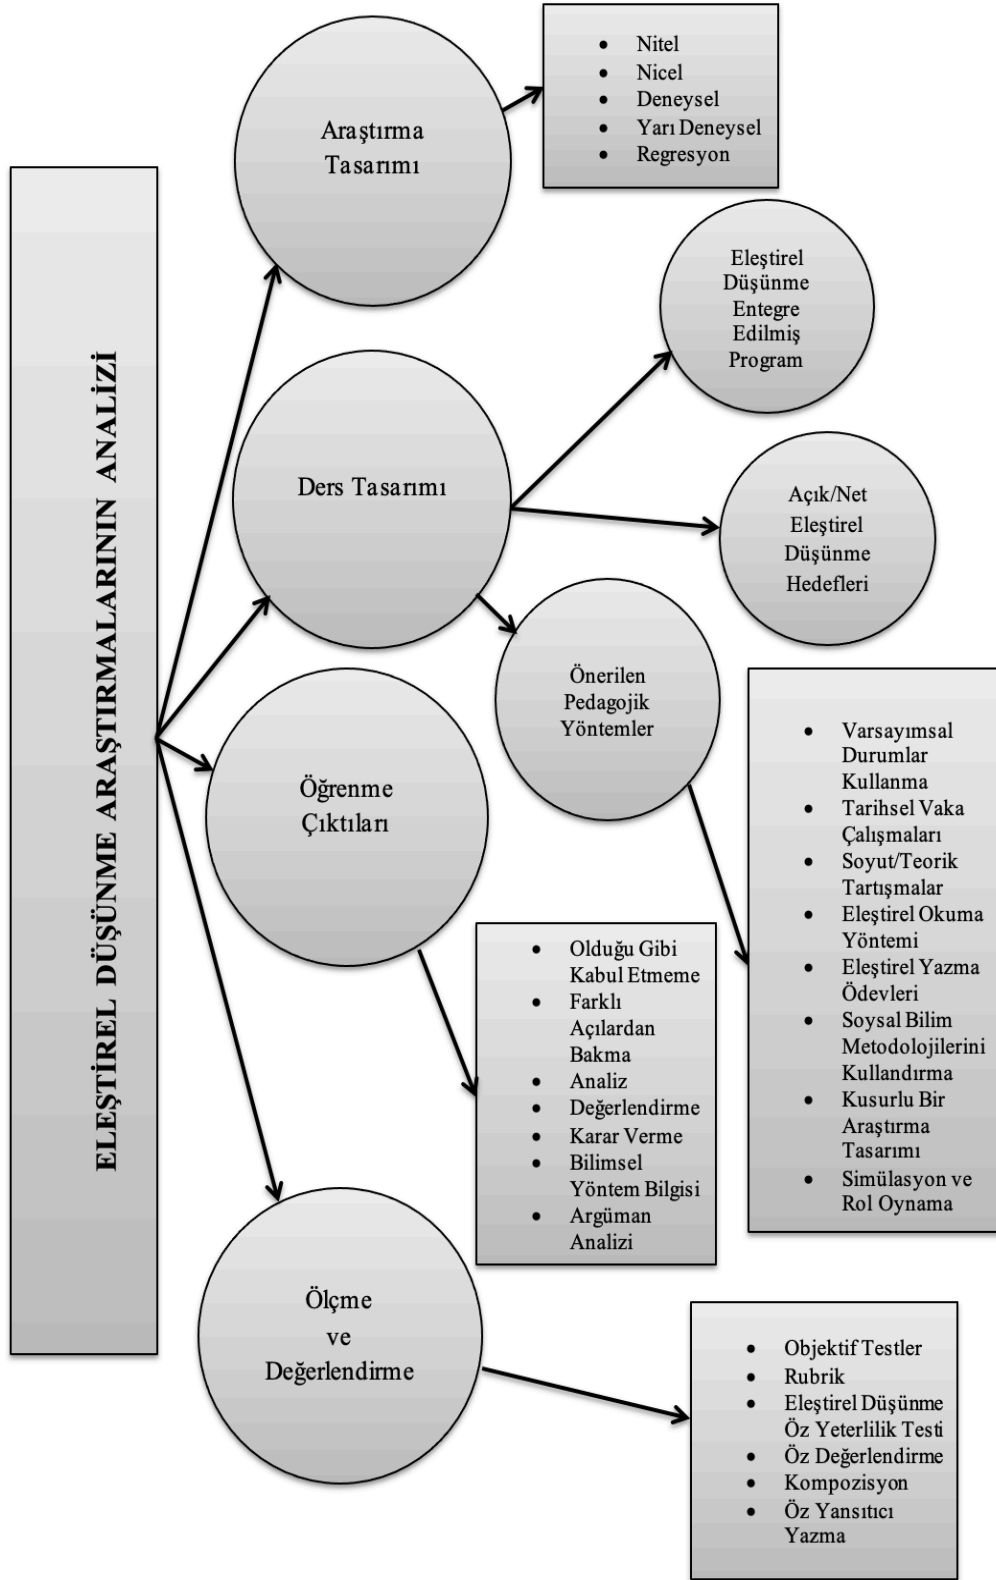 ELEŞTİREL DÜŞÜNME ARAŞTIRMALARININ ANALİZİ
Araştırma
Tasarımı
• Nitel
• Nicel
• Deneysel
• Yarı Deneysel
• Regresyon
Ders Tasarımı
Eleştirel
Düşünme
Entegre
Edilmiş
Program
Açık/Net
Eleştirel
Düşünme
Hedefleri
Önerilen
Pedagojik
Yöntemler
• Varsayımsal
Durumlar
Kullanma
• Tarihsel Vaka
Çalışmaları
• Soyut/Teorik
Tartışmalar
• Eleştirel Okuma
Yöntemi
• Eleştirel Yazma
Ödevleri
• Soysal Bilim
Metodolojilerini
Kullandırma
• Kusurlu Bir
Araştırma
Tasarımı
• Simülasyon ve
Rol Oynama
Öğrenme
Çıktıları
• Olduğu Gibi
Kabul Etmeme
• Farklı
Açılardan
Bakma
• Analiz
• Değerlendirme
• Karar Verme
• Bilimsel
Yöntem Bilgisi
• Argüman
Analizi
Ölçme
ve
Değerlendirme
• Objektif Testler
• Rubrik
• Eleştirel Düşünme
Öz Yeterlilik Testi
• Öz Değerlendirme
• Kompozisyon
• Öz Yansıtıcı
Yazma